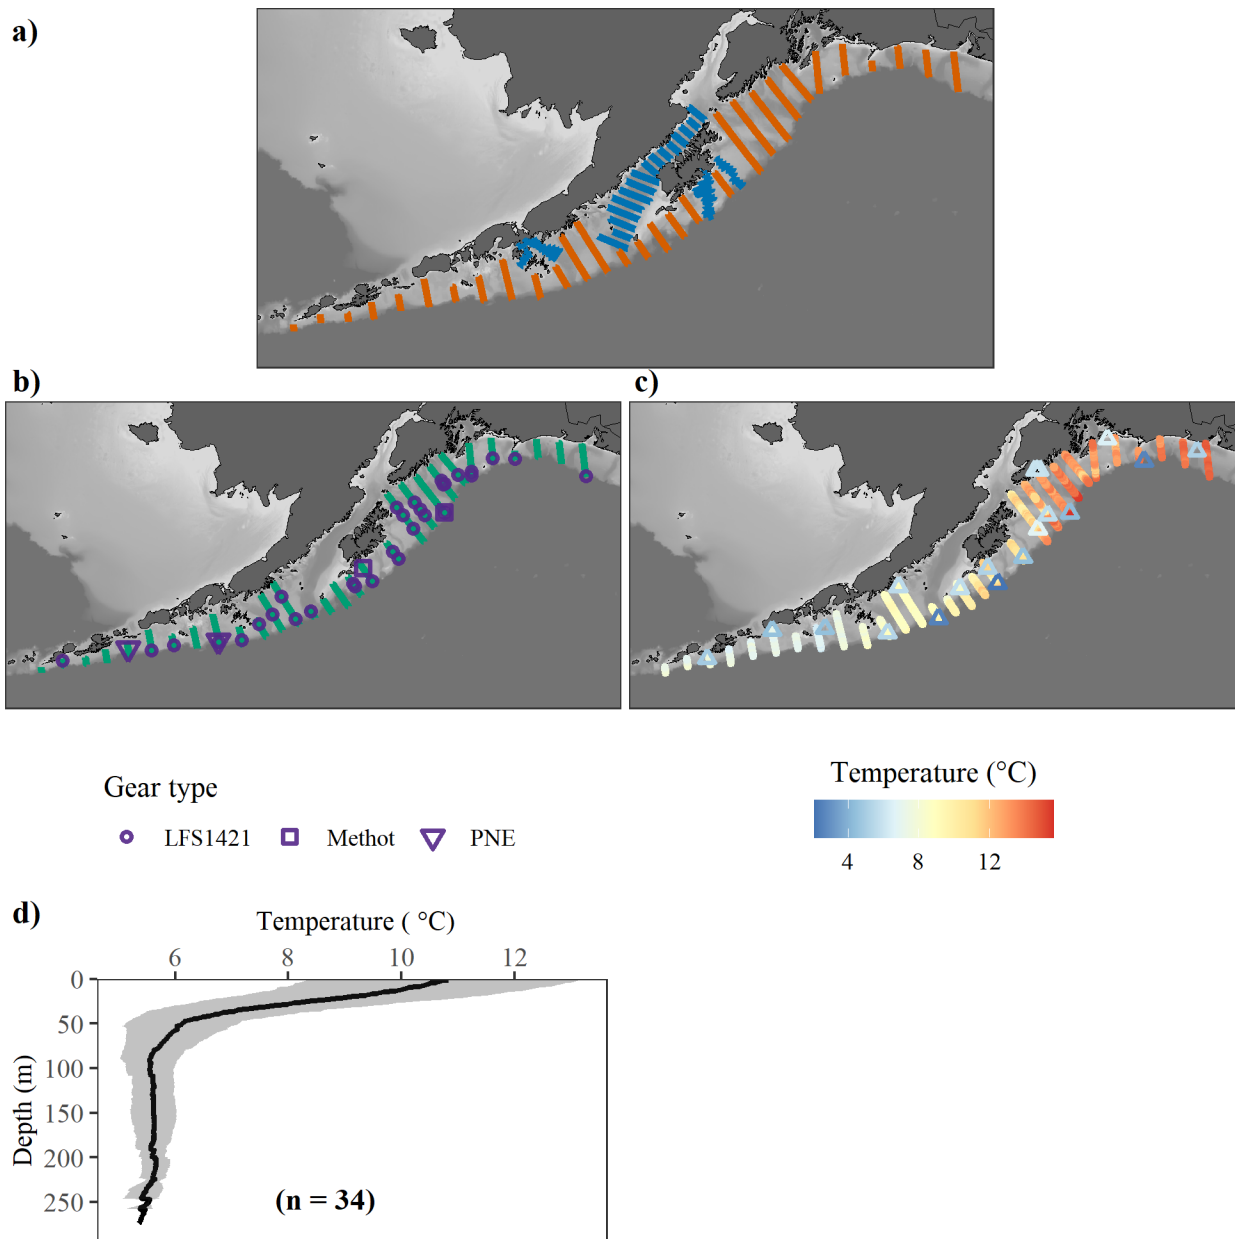 a)
b)
c)
Gear type
LFS1421 Methot PNE
Temperature (°C)
4 8 12
d)
Temperature ( °C)
6 8 10 12
0
50
100
150
200
250
Depth (m)
(n = 34)